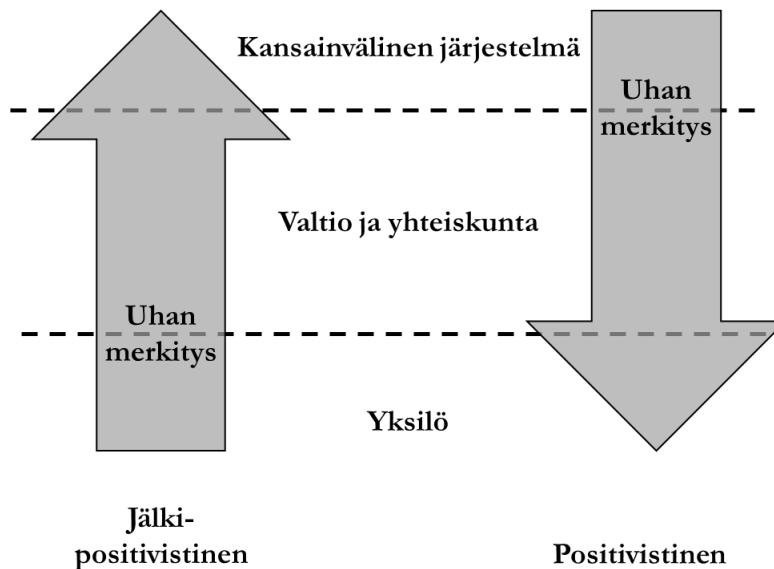 Kansainvälinen järjestelmä
Uhan
merkitys
Valtio ja yhteiskunta
Uhan
merkitys
Yksilö
Jälki-
positivistinen
Positivistinen